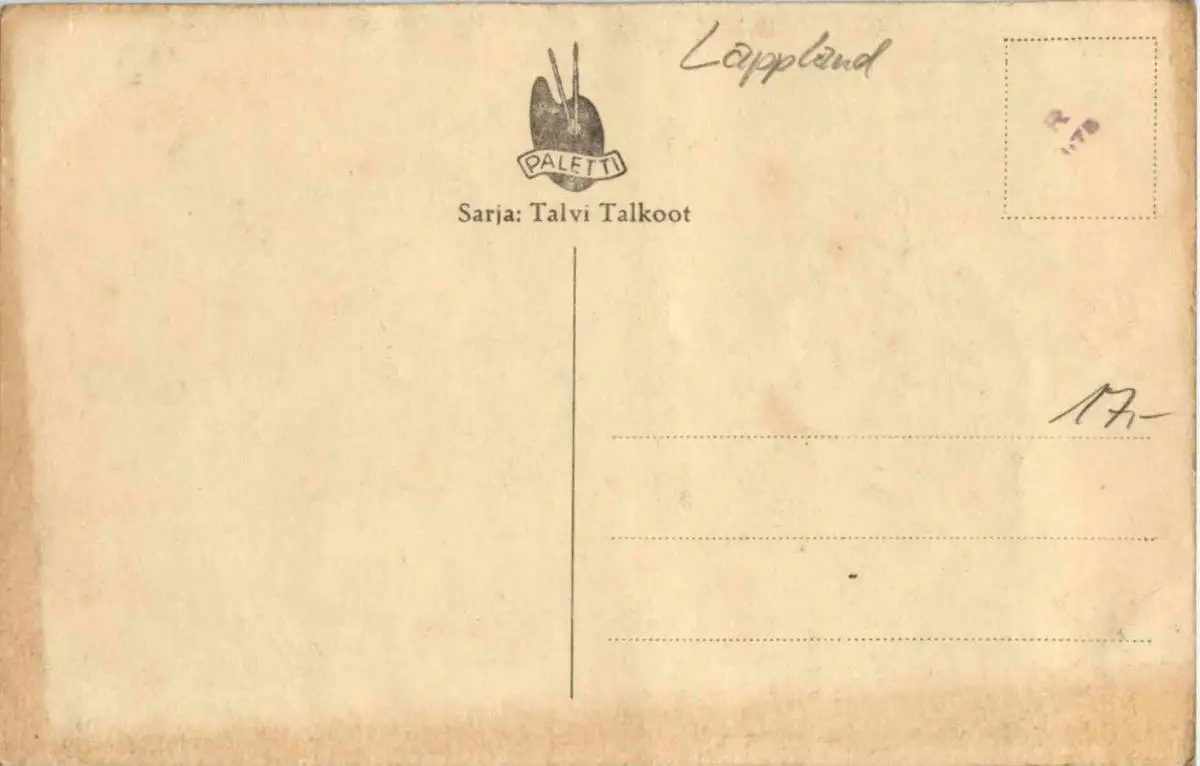 Lappland
PALETTI
Sarja: Talvi Talkoot
17,-